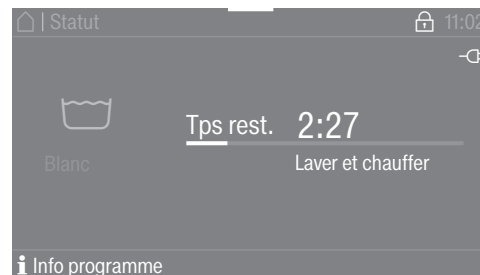 | Statut 11:02
Tps rest. 2:27
Blanc Laver et chauffer
i Info programme